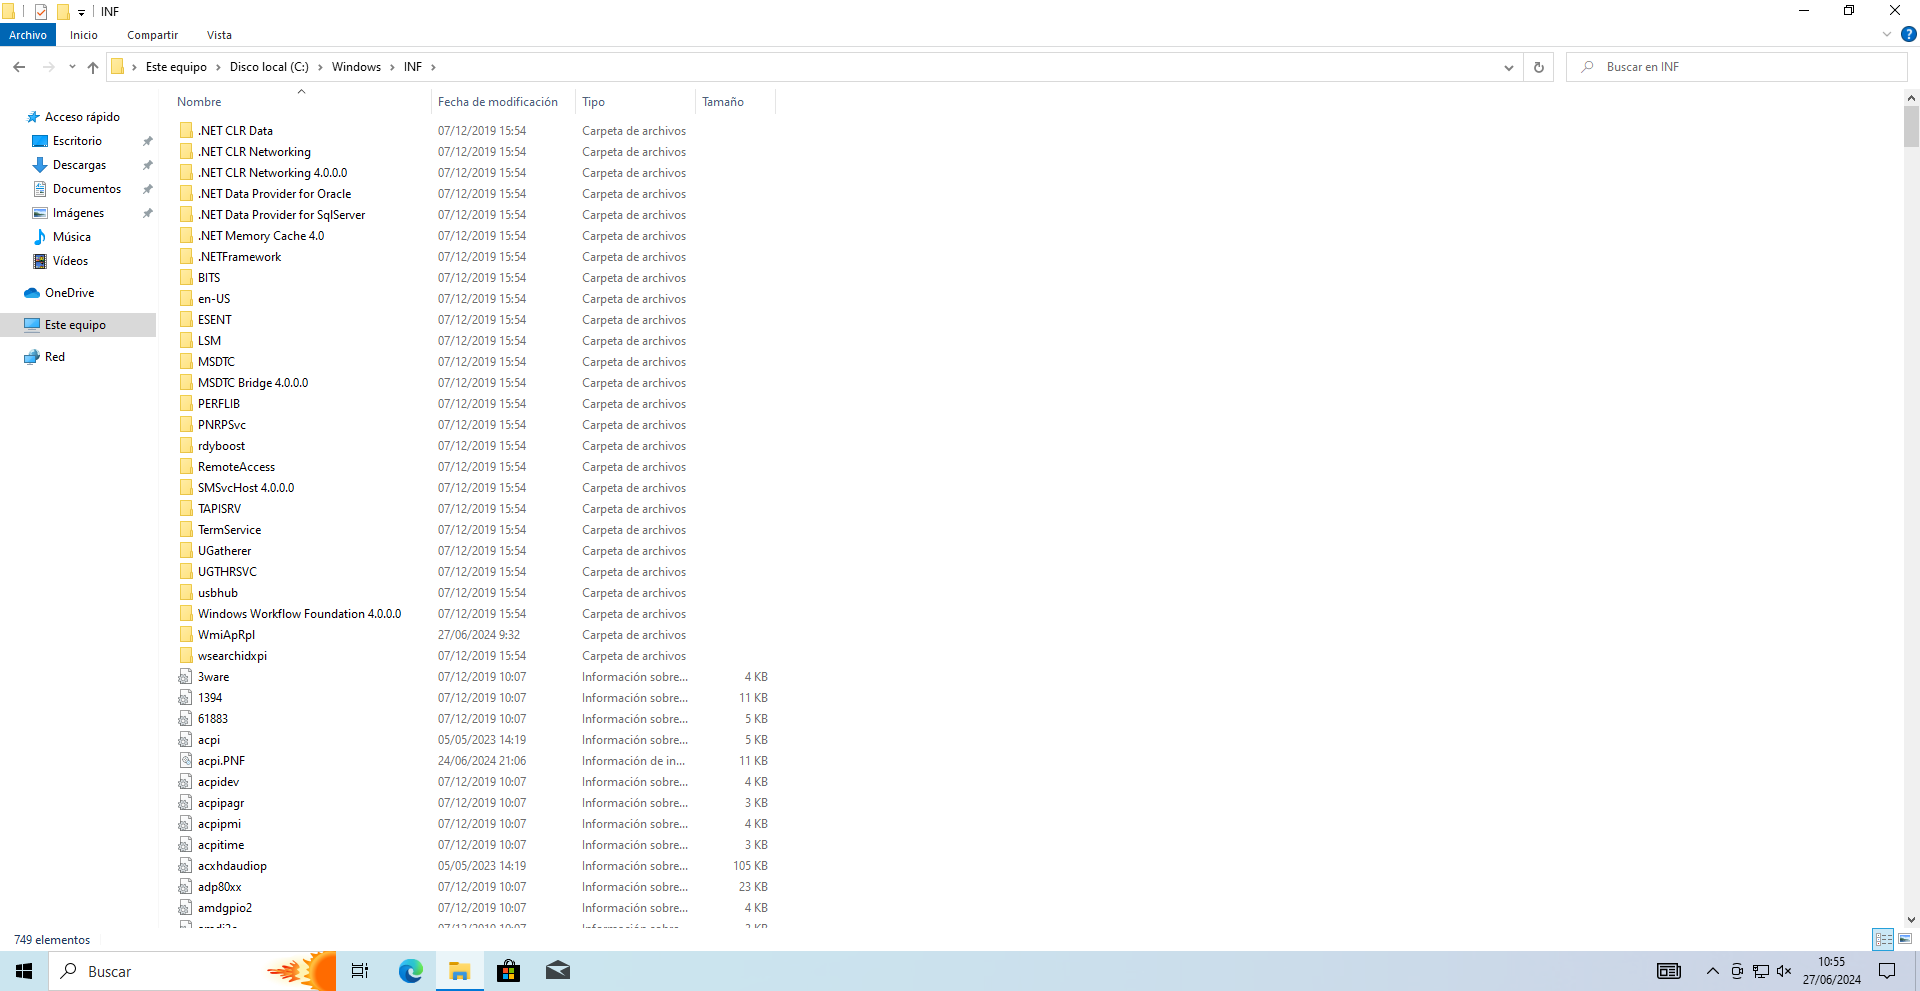 INF
Archivo Inicio Compartir Vista
Este equipo Disco local (C:) Windows INF
Buscar en INF
Acceso rápido
Escritorio
Descargas
Documentos
Imágenes
Música
Vídeos
OneDrive
Este equipo
Red
Nombre Fecha de modificación Tipo Tamaño
.NET CLR Data 07/12/2019 15:54 Carpeta de archivos
.NET CLR Networking 07/12/2019 15:54 Carpeta de archivos
.NET CLR Networking 4.0.0.0 07/12/2019 15:54 Carpeta de archivos
.NET Data Provider for Oracle 07/12/2019 15:54 Carpeta de archivos
.NET Data Provider for SqlServer 07/12/2019 15:54 Carpeta de archivos
.NET Memory Cache 4.0 07/12/2019 15:54 Carpeta de archivos
.NETFramework 07/12/2019 15:54 Carpeta de archivos
BITS 07/12/2019 15:54 Carpeta de archivos
en-US 07/12/2019 15:54 Carpeta de archivos
ESENT 07/12/2019 15:54 Carpeta de archivos
LSM 07/12/2019 15:54 Carpeta de archivos
MSDTC 07/12/2019 15:54 Carpeta de archivos
MSDTC Bridge 4.0.0.0 07/12/2019 15:54 Carpeta de archivos
PERFLIB 07/12/2019 15:54 Carpeta de archivos
PNRPSvc 07/12/2019 15:54 Carpeta de archivos
rdyboost 07/12/2019 15:54 Carpeta de archivos
RemoteAccess 07/12/2019 15:54 Carpeta de archivos
SMSvcHost 4.0.0.0 07/12/2019 15:54 Carpeta de archivos
TAPISRV 07/12/2019 15:54 Carpeta de archivos
TermService 07/12/2019 15:54 Carpeta de archivos
UGatherer 07/12/2019 15:54 Carpeta de archivos
UGTHRSVC 07/12/2019 15:54 Carpeta de archivos
usbhub 07/12/2019 15:54 Carpeta de archivos
Windows Workflow Foundation 4.0.0.0 07/12/2019 15:54 Carpeta de archivos
WmiApRpl 27/06/2024 9:32 Carpeta de archivos
wsearchidxpi 07/12/2019 15:54 Carpeta de archivos
3ware 07/12/2019 10:07 Información sobre... 4 KB
1394 07/12/2019 10:07 Información sobre... 11 KB
61883 07/12/2019 10:07 Información sobre... 5 KB
acpi 05/05/2023 14:19 Información sobre... 5 KB
acpi.PNF 24/06/2024 21:06 Información de in... 11 KB
acpidev 07/12/2019 10:07 Información sobre... 4 KB
acpipagr 07/12/2019 10:07 Información sobre... 3 KB
acpipmi 07/12/2019 10:07 Información sobre... 4 KB
acpitime 07/12/2019 10:07 Información sobre... 3 KB
acxhdaudiop 05/05/2023 14:19 Información sobre... 105 KB
adp80xx 07/12/2019 10:07 Información sobre... 23 KB
amdgpio2 07/12/2019 10:07 Información sobre... 4 KB
749 elementos
Buscar
10:55
27/06/2024